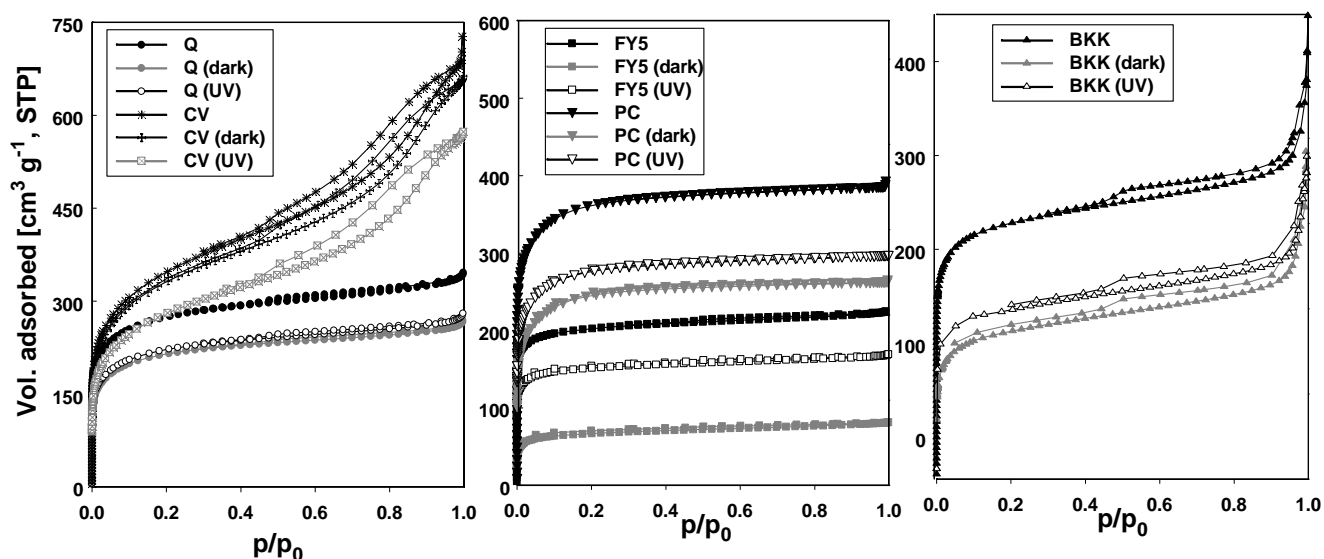 Vol. adsorbed [cm³ g⁻¹, STP]
750
600
450
300
150
0
Q
Q (dark)
Q (UV)
CV
CV (dark)
CV (UV)
0.0 0.2 0.4 0.6 0.8 1.0
p/p₀
600
500
400
300
200
100
0
FY5
FY5 (dark)
FY5 (UV)
PC
PC (dark)
PC (UV)
0.0 0.2 0.4 0.6 0.8 1.0
p/p₀
400
300
200
100
0
BKK
BKK (dark)
BKK (UV)
0.0 0.2 0.4 0.6 0.8 1.0
p/p₀